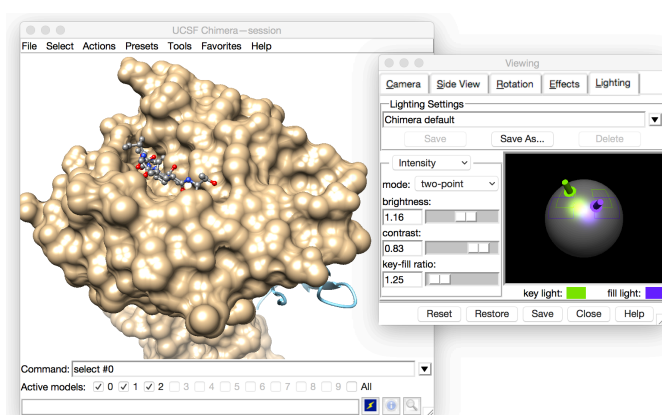 UCSF Chimera—session
File Select Actions Presets Tools Favorites Help
Command: select #0
Active models: 0 1 2 3 4 5 6 7 8 9 All
Viewing
Camera Side View Rotation Effects Lighting
Lighting Settings
Chimera default
Save Save As... Delete
Intensity
mode: two-point
brightness:
1.16
contrast:
0.83
key-fill ratio:
1.25
key light: fill light:
Reset Restore Save Close Help